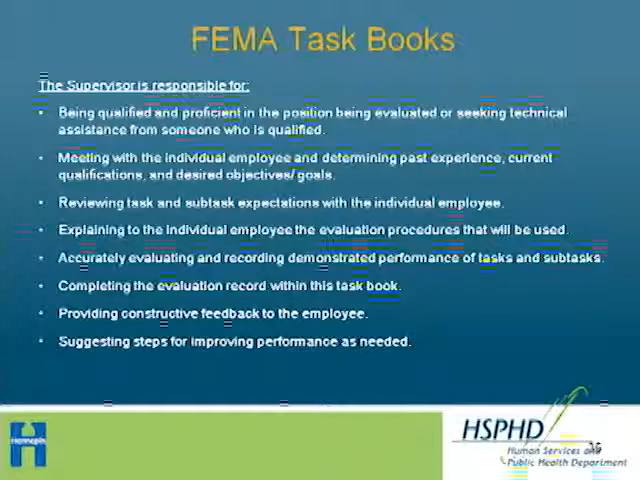 FEMA Task Books
The Supervisor is responsible for:
• Being qualified and proficient in the position being evaluated or seeking technical
assistance from someone who is qualified.
• Meeting with the individual employee and determining past experience, current
qualifications, and desired objectives/ goals.
• Reviewing task and subtask expectations with the individual employee.
• Explaining to the individual employee the evaluation procedures that will be used.
• Accurately evaluating and recording demonstrated performance of tasks and subtasks.
• Completing the evaluation record within this task book.
• Providing constructive feedback to the employee.
• Suggesting steps for improving performance as needed.
Hennepin
HSPHD
Human Services and
Public Health Department